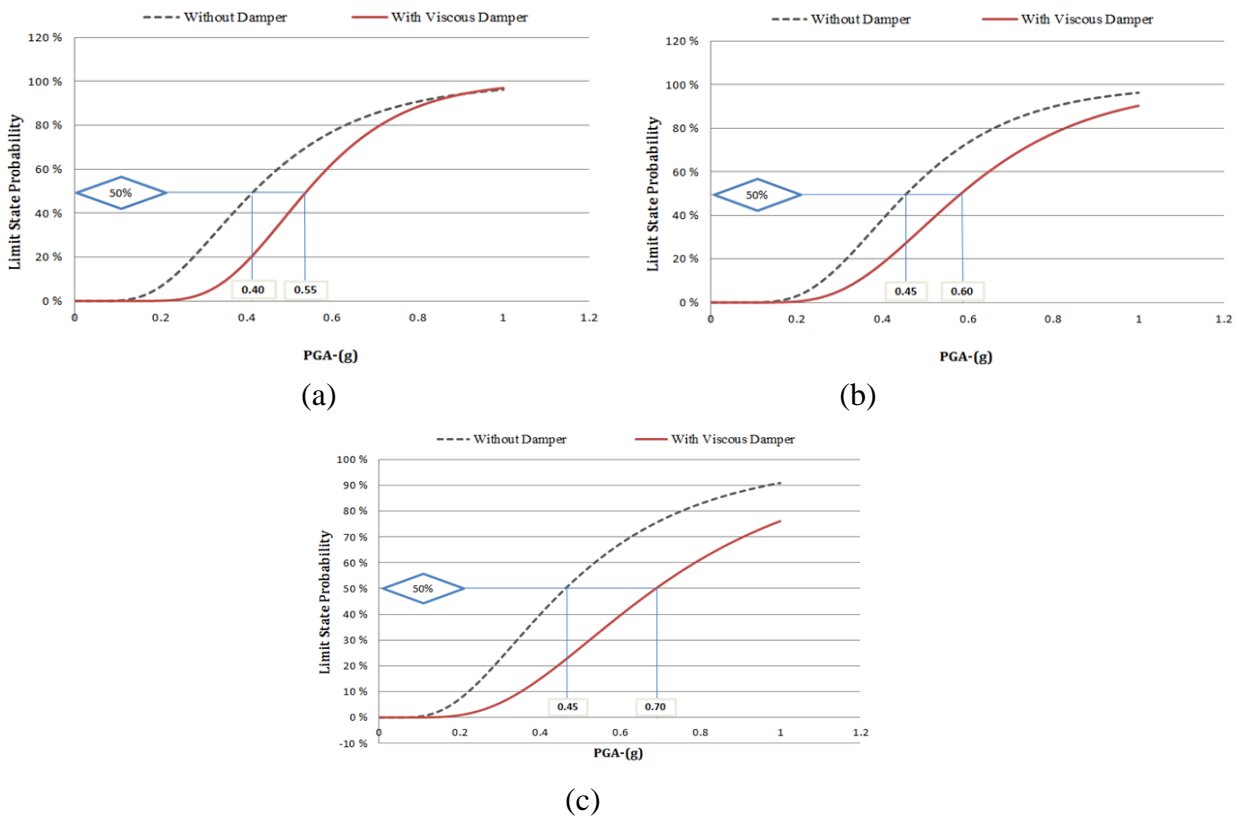 Without Damper With Viscous Damper
120 %
100 %
80 %
60 %
40 %
20 %
0 %
Limit State Probability
50%
0.40 0.55
0 0.2 0.4 0.6 0.8 1 1.2
PGA-(g)
(a)
Without Damper With Viscous Damper
120 %
100 %
80 %
60 %
40 %
20 %
0 %
Limit State Probability
50%
0.45 0.60
0 0.2 0.4 0.6 0.8 1 1.2
PGA-(g)
(b)
Without Damper With Viscous Damper
100 %
90 %
80 %
70 %
60 %
50 %
40 %
30 %
20 %
10 %
0 %
-10 %
Limit State Probability
50%
0.45 0.70
0 0.2 0.4 0.6 0.8 1 1.2
PGA-(g)
(c)